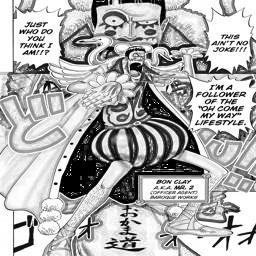 JUST
WHO DO
YOU
THINK I
AM!!?
THIS
AIN'T NO
JOKE!!!
I'M A
FOLLOWER
OF THE
"OH COME
MY WAY"
LIFESTYLE.
BON CLAY
A.K.A. MR. 2
(OFFICER AGENT)
BAROQUE WORKS
おかま道